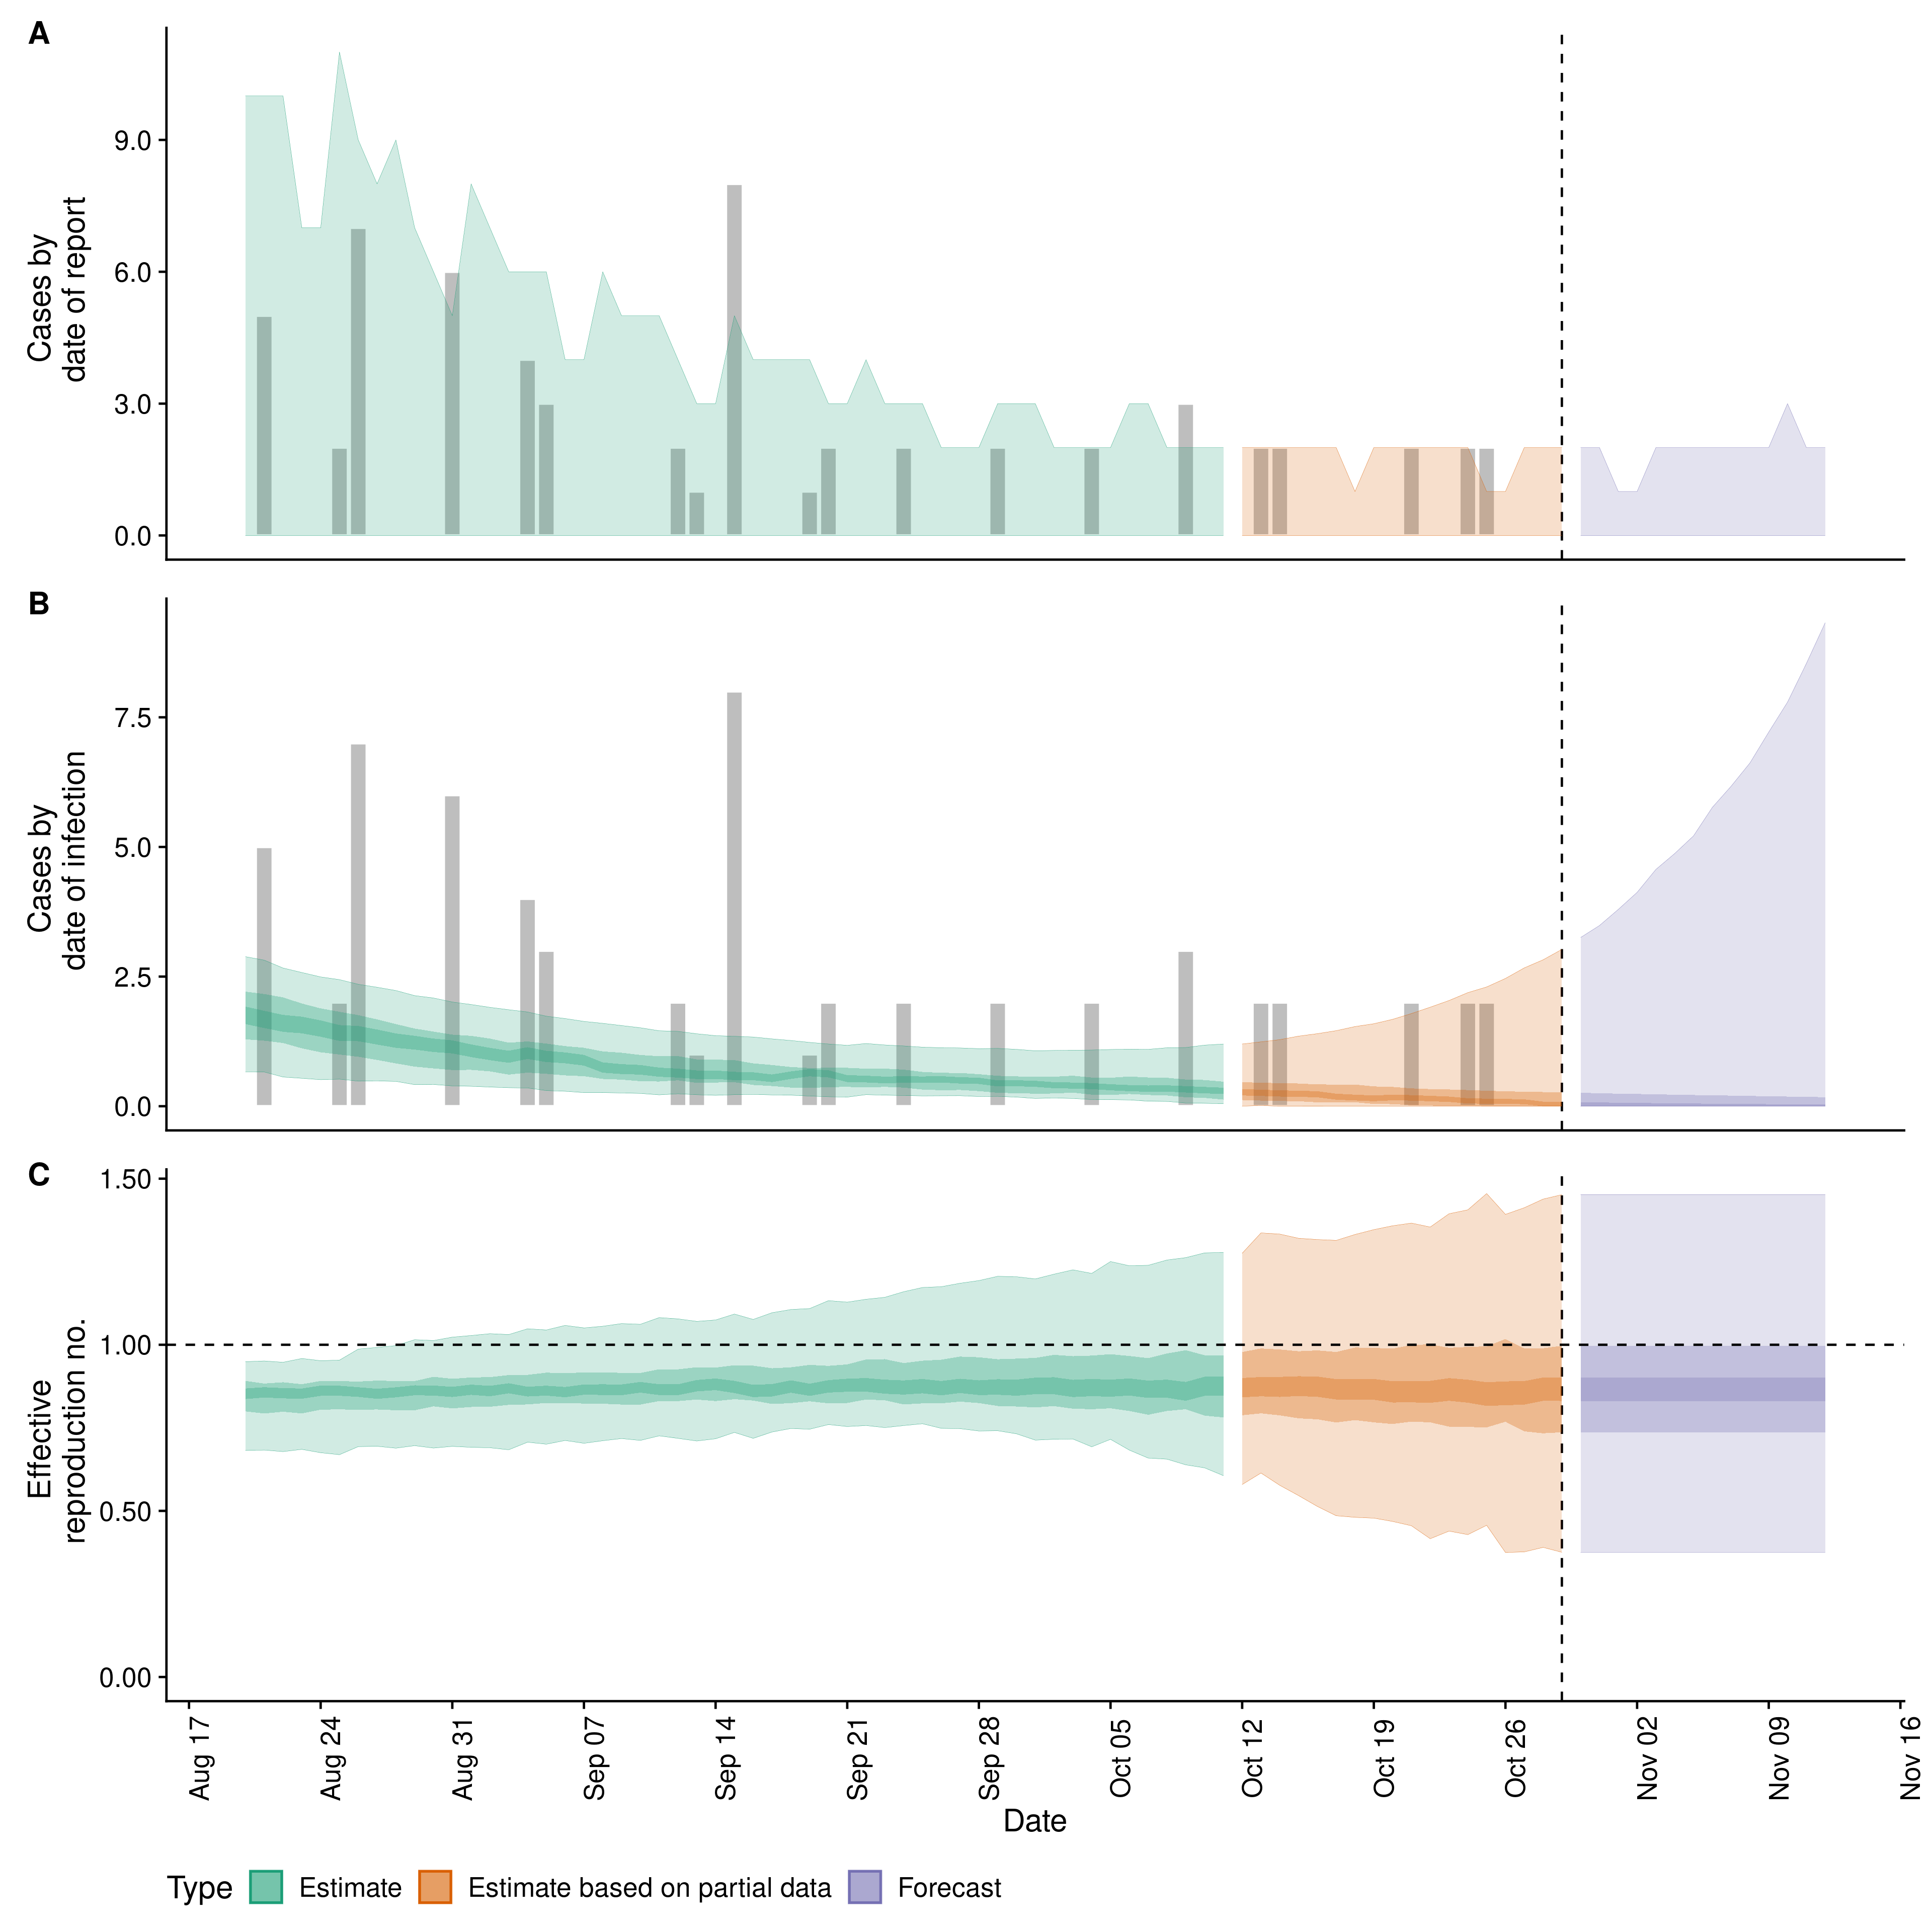 A
Cases by
date of report
9.0
6.0
3.0
0.0
B
Cases by
date of infection
7.5
5.0
2.5
0.0
C
Effective
reproduction no.
1.50
1.00
0.50
0.00
Aug 17
Aug 24
Aug 31
Sep 07
Sep 14
Sep 21
Sep 28
Oct 05
Oct 12
Oct 19
Oct 26
Nov 02
Nov 09
Nov 16
Date
Type Estimate Estimate based on partial data Forecast